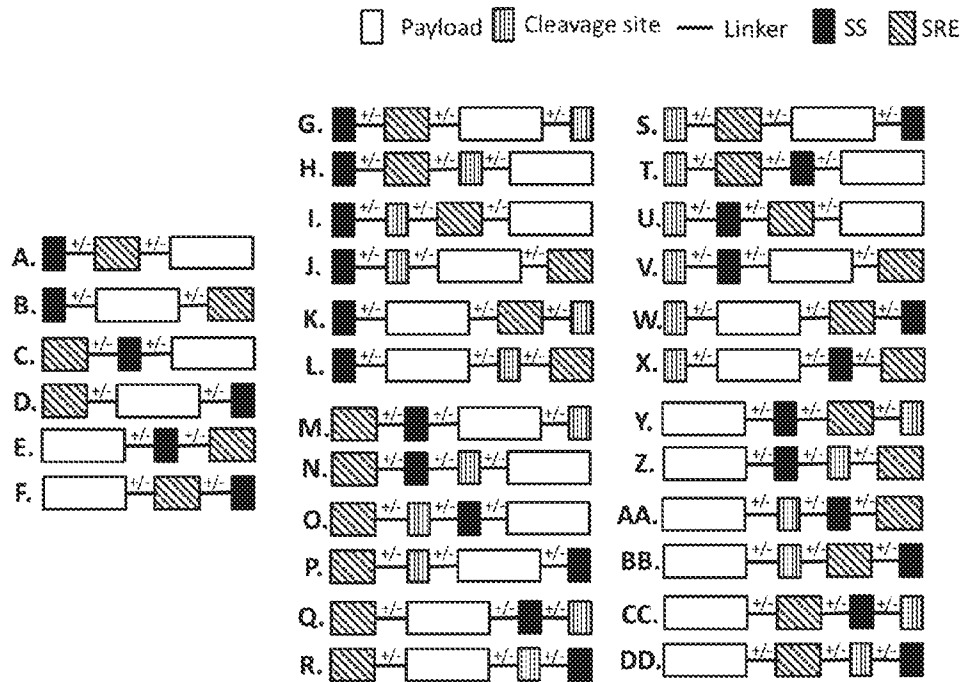 Payload Cleavage site Linker SS SRE
A. +/- +/-
B. +/- +/-
C. +/- +/-
D. +/- +/-
E. +/- +/-
F. +/- +/-
G. +/- +/- +/-
H. +/- +/- +/-
I. +/- +/- +/-
J. +/- +/- +/-
K. +/- +/- +/-
L. +/- +/- +/-
M. +/- +/- +/-
N. +/- +/- +/-
O. +/- +/- +/-
P. +/- +/- +/-
Q. +/- +/- +/-
R. +/- +/- +/-
S. +/- +/- +/-
T. +/- +/- +/-
U. +/- +/- +/-
V. +/- +/- +/-
W. +/- +/- +/-
X. +/- +/- +/-
Y. +/- +/- +/-
Z. +/- +/- +/-
AA. +/- +/- +/-
BB. +/- +/- +/-
CC. +/- +/- +/-
DD. +/- +/- +/-